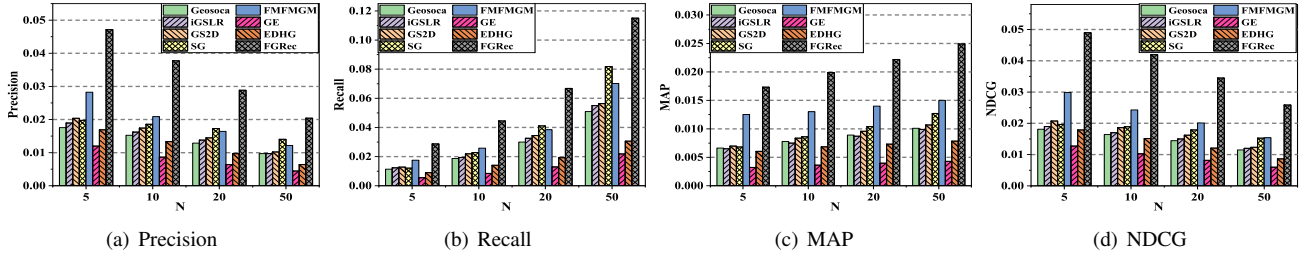 Geosoca FMFMGM
iGSLR GE
GS2D EDHG
SG FGRec
0.05
0.04
0.03
0.02
0.01
0.00
Precision
5 10 20 50
N
(a) Precision
Geosoca FMFMGM
iGSLR GE
GS2D EDHG
SG FGRec
0.12
0.10
0.08
0.06
0.04
0.02
0.00
Recall
5 10 20 50
N
(b) Recall
Geosoca FMFMGM
iGSLR GE
GS2D EDHG
SG FGRec
0.030
0.025
0.020
0.015
0.010
0.005
0.000
MAP
5 10 20 50
N
(c) MAP
Geosoca FMFMGM
iGSLR GE
GS2D EDHG
SG FGRec
0.05
0.04
0.03
0.02
0.01
0.00
NDCG
5 10 20 50
N
(d) NDCG